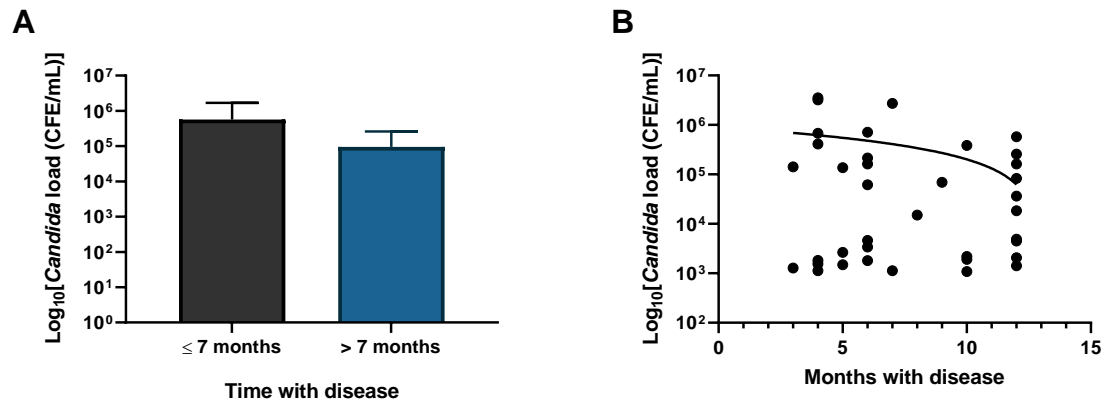 A
Log₁₀[Candida load (CFE/mL)]
10⁷
10⁶
10⁵
10⁴
10³
10²
10¹
10⁰
≤ 7 months
> 7 months
Time with disease
B
Log₁₀[Candida load (CFE/mL)]
10⁷
10⁶
10⁵
10⁴
10³
10²
0
5
10
15
Months with disease